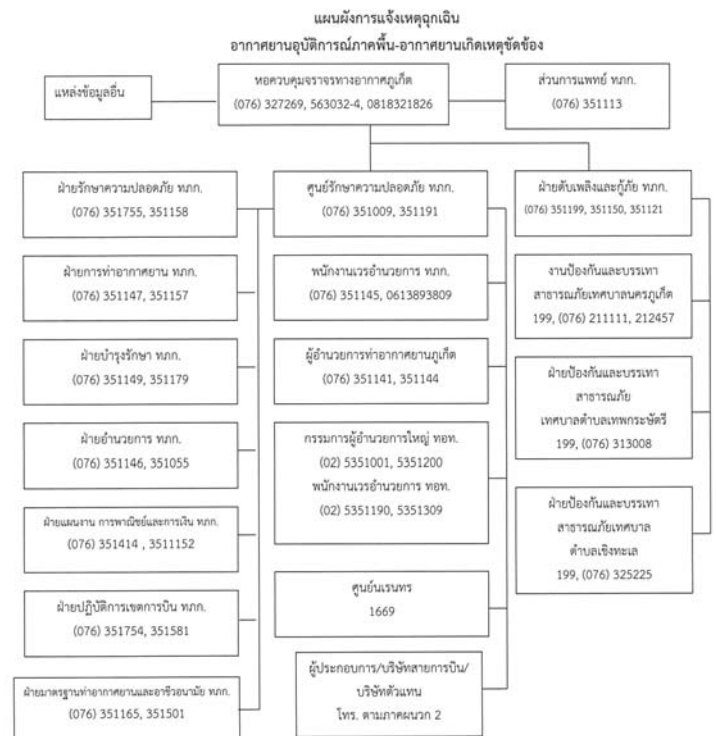 แผนผังการแจ้งเหตุฉุกเฉิน
อากาศยานอุบัติการณ์ภาคพื้น-อากาศยานเกิดเหตุขัดข้อง
แหล่งข้อมูลอื่น
หอควบคุมจราจรทางอากาศภูเก็ต
(076) 327269, 563032-4, 0818321826
ส่วนการแพทย์ ทภก.
(076) 351113
ฝ่ายรักษาความปลอดภัย ทภก.
(076) 351755, 351158
ศูนย์รักษาความปลอดภัย ทภก.
(076) 351009, 351191
ฝ่ายดับเพลิงและกู้ภัย ทภก.
(076) 351199, 351150, 351121
ฝ่ายการท่าอากาศยาน ทภก.
(076) 351147, 351157
พนักงานเวรอำนวยการ ทภก.
(076) 351145, 0613893809
งานป้องกันและบรรเทา
สาธารณภัยเทศบาลนครภูเก็ต
199, (076) 211111, 212457
ฝ่ายบำรุงรักษา ทภก.
(076) 351149, 351179
ผู้อำนวยการท่าอากาศยานภูเก็ต
(076) 351141, 351144
ฝ่ายป้องกันและบรรเทา
สาธารณภัย
เทศบาลตำบลเทพกระษัตรี
199, (076) 313008
ฝ่ายอำนวยการ ทภก.
(076) 351146, 351055
กรรมการผู้อำนวยการใหญ่ ทอท.
(02) 5351001, 5351200
พนักงานเวรอำนวยการ ทอท.
(02) 5351190, 5351309
ฝ่ายป้องกันและบรรเทา
สาธารณภัยเทศบาล
ตำบลเชิงทะเล
199, (076) 325225
ฝ่ายแผนงาน การพาณิชย์และการเงิน ทภก.
(076) 351414 , 3511152
ศูนย์นเรนทร
1669
ฝ่ายปฏิบัติการเขตการบิน ทภก.
(076) 351754, 351581
ผู้ประกอบการ/บริษัทสายการบิน/
บริษัทตัวแทน
โทร. ตามภาคผนวก 2
ฝ่ายมาตรฐานท่าอากาศยานและอาชีวอนามัย ทภก.
(076) 351165, 351501